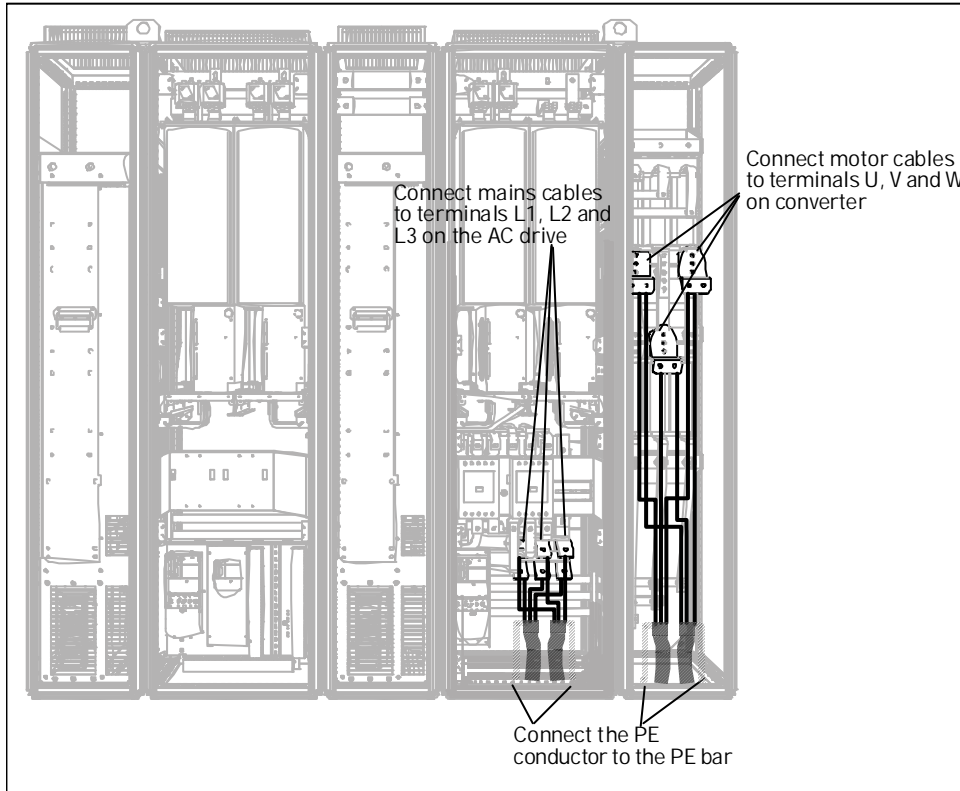 Connect mains cables
to terminals L1, L2 and
L3 on the AC drive
Connect motor cables
to terminals U, V and W
on converter
Connect the PE
conductor to the PE bar